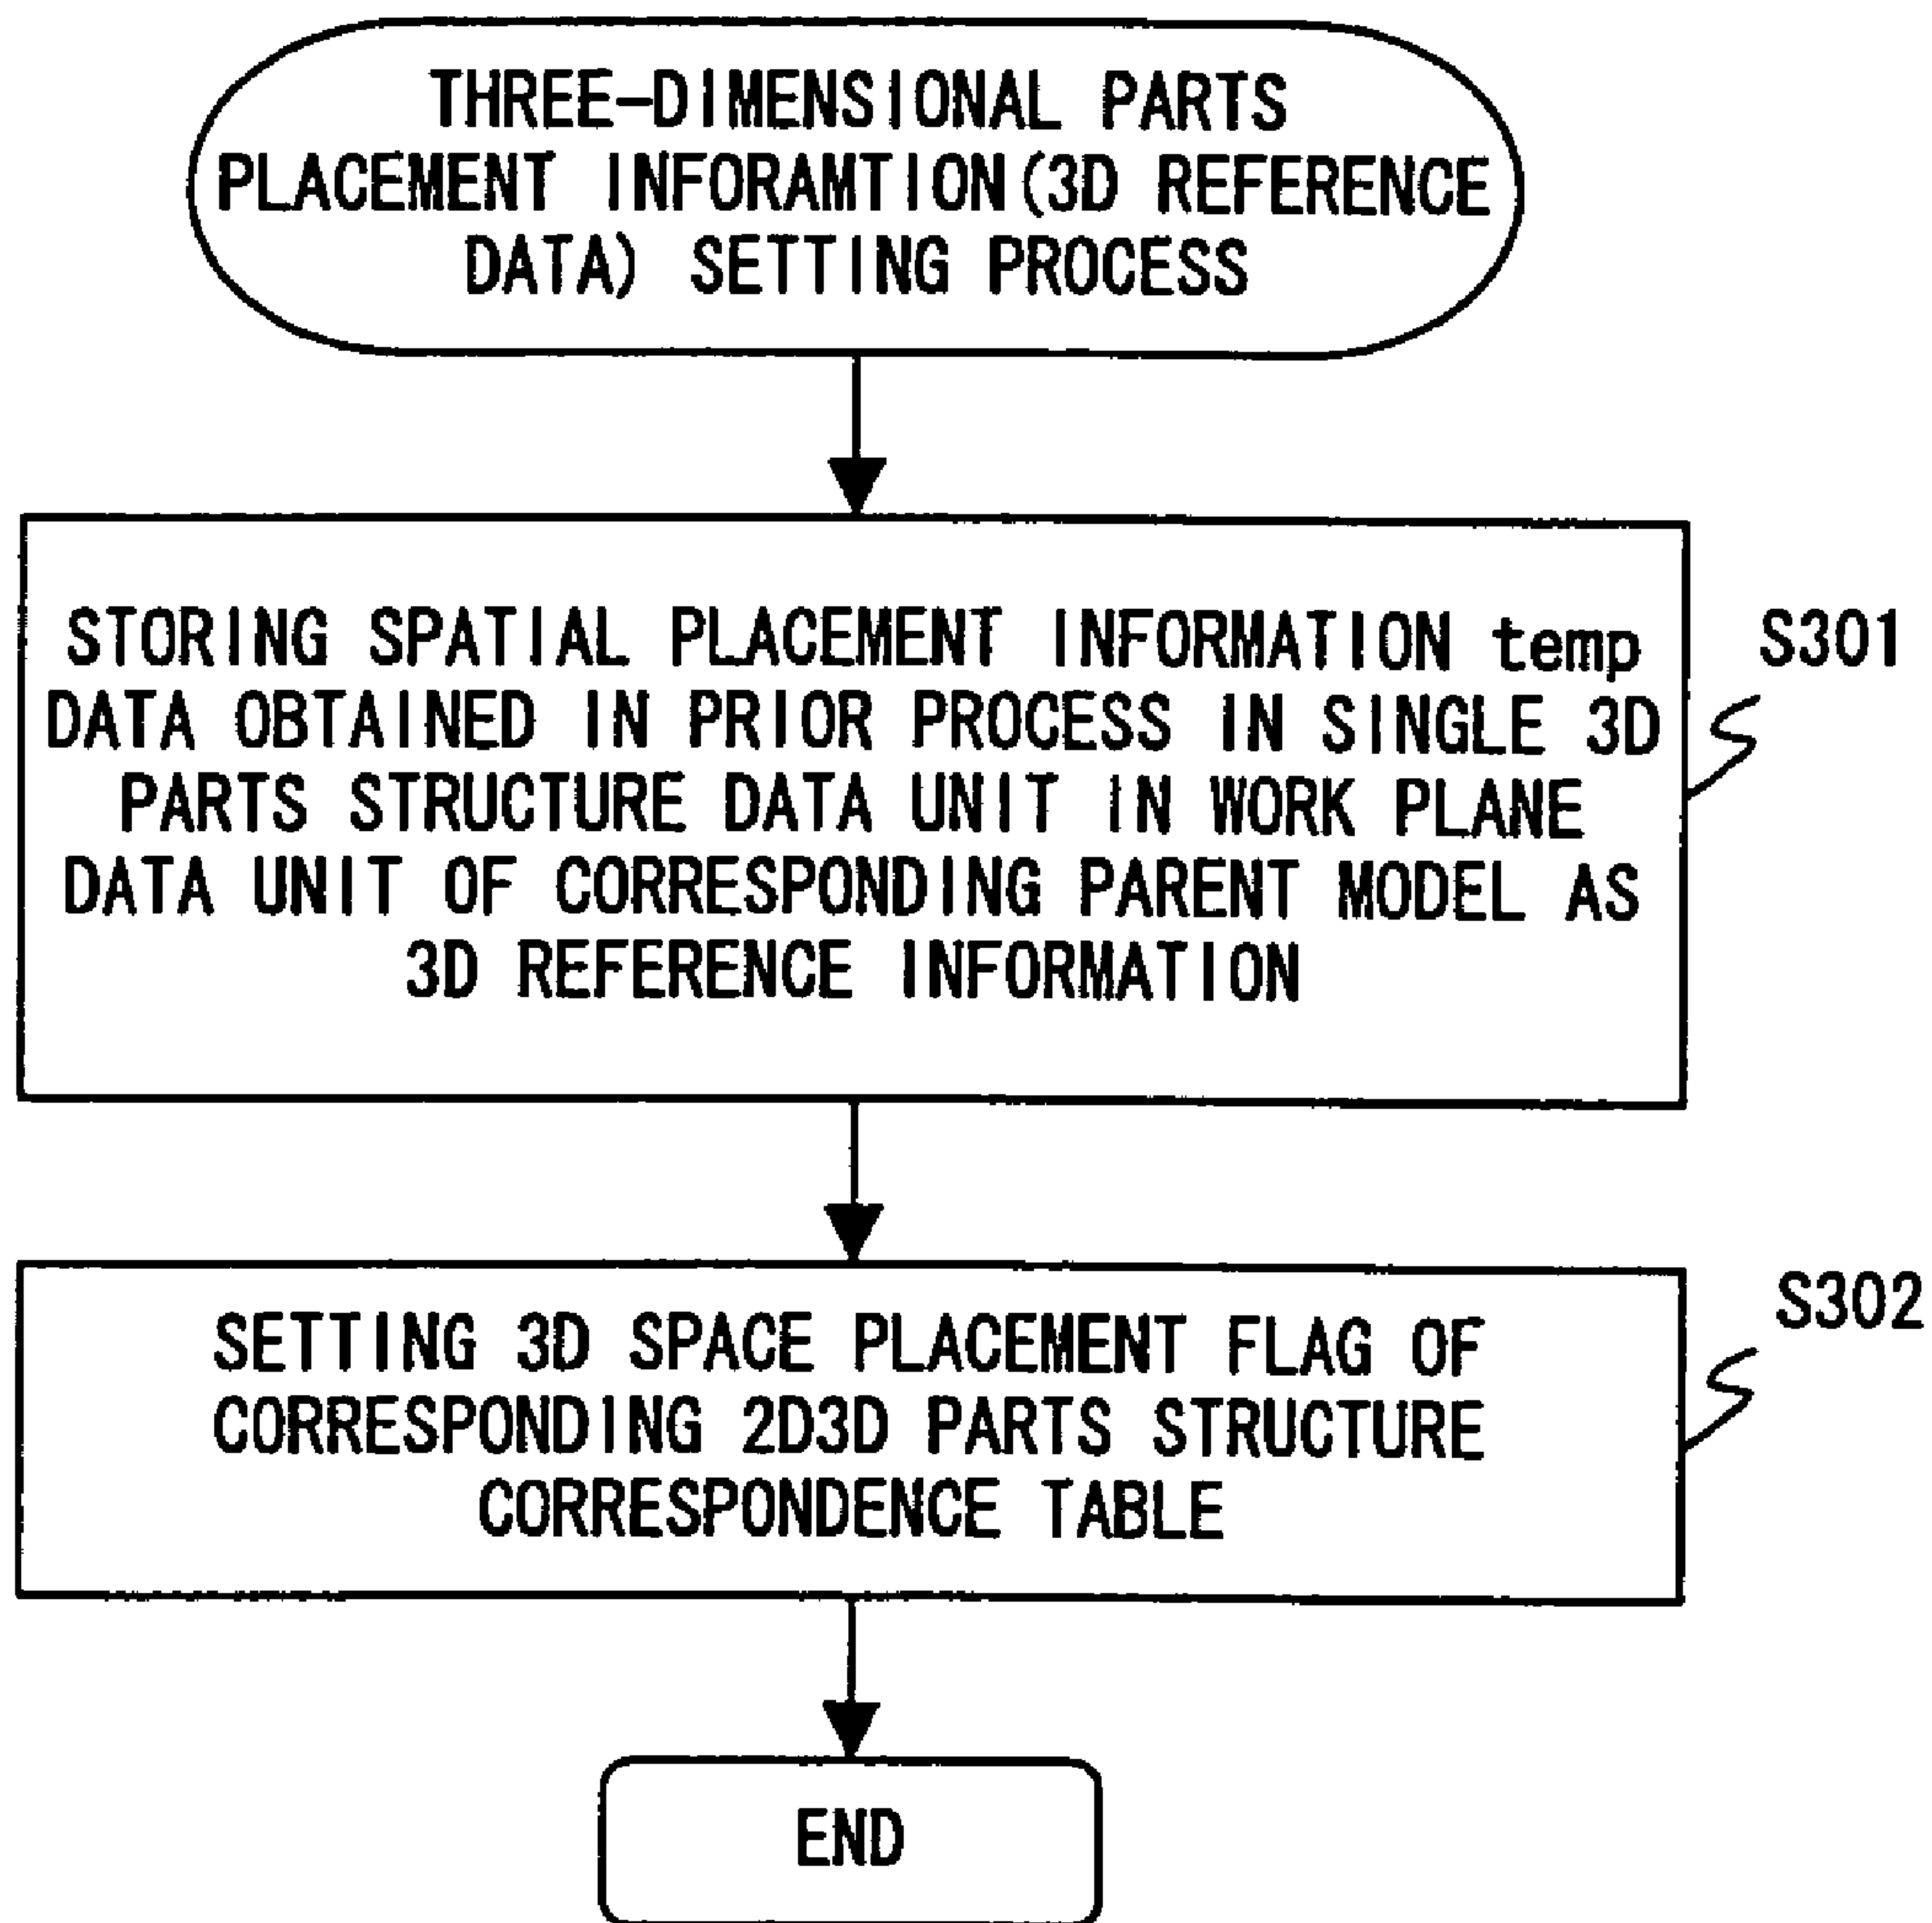 THREE-DIMENSIONAL PARTS
PLACEMENT INFORAMTION(3D REFERENCE
DATA) SETTING PROCESS
STORING SPATIAL PLACEMENT INFORMATION temp
DATA OBTAINED IN PRIOR PROCESS IN SINGLE 3D
PARTS STRUCTURE DATA UNIT IN WORK PLANE
DATA UNIT OF CORRESPONDING PARENT MODEL AS
3D REFERENCE INFORMATION
S301
SETTING 3D SPACE PLACEMENT FLAG OF
CORRESPONDING 2D3D PARTS STRUCTURE
CORRESPONDENCE TABLE
S302
END